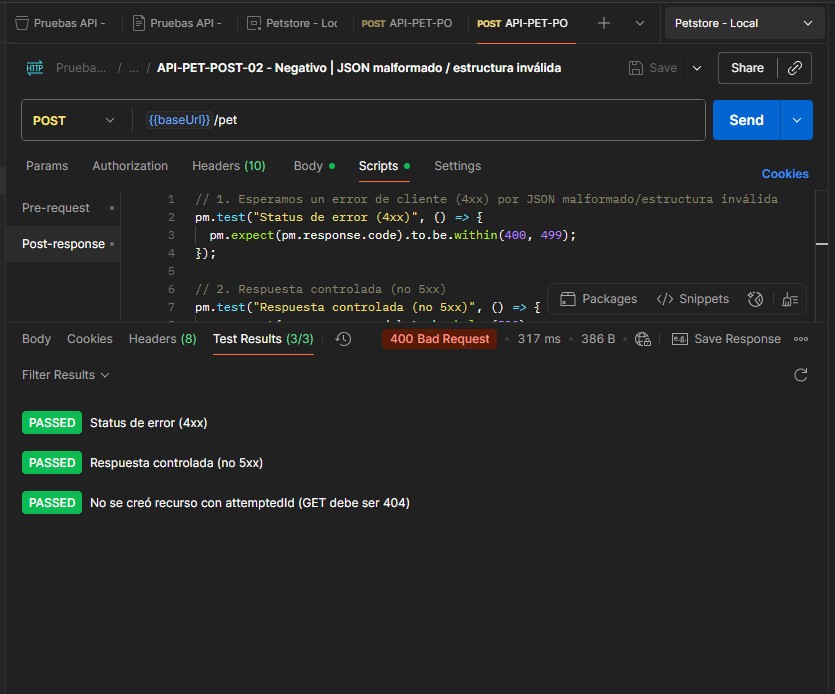 Pruebas API -
Pruebas API -
Petstore - Loc
POST API-PET-PO
POST API-PET-PO
Petstore - Local
HTTP Prueba... / ... / API-PET-POST-02 - Negativo | JSON malformado / estructura inválida
Save
Share
POST
{{baseUrl}} /pet
Send
Params
Authorization
Headers (10)
Body
Scripts
Settings
Cookies
Pre-request
Post-response
1 // 1. Esperamos un error de cliente (4xx) por JSON malformado/estructura inválida
2 pm.test("Status de error (4xx)", () => {
3 pm.expect(pm.response.code).to.be.within(400, 499);
4 });
5
6 // 2. Respuesta controlada (no 5xx)
7 pm.test("Respuesta controlada (no 5xx)", () => {
Packages
</> Snippets
Body
Cookies
Headers (8)
Test Results (3/3)
400 Bad Request
317 ms
386 B
e.g. Save Response
Filter Results
PASSED Status de error (4xx)
PASSED Respuesta controlada (no 5xx)
PASSED No se creó recurso con attemptedId (GET debe ser 404)